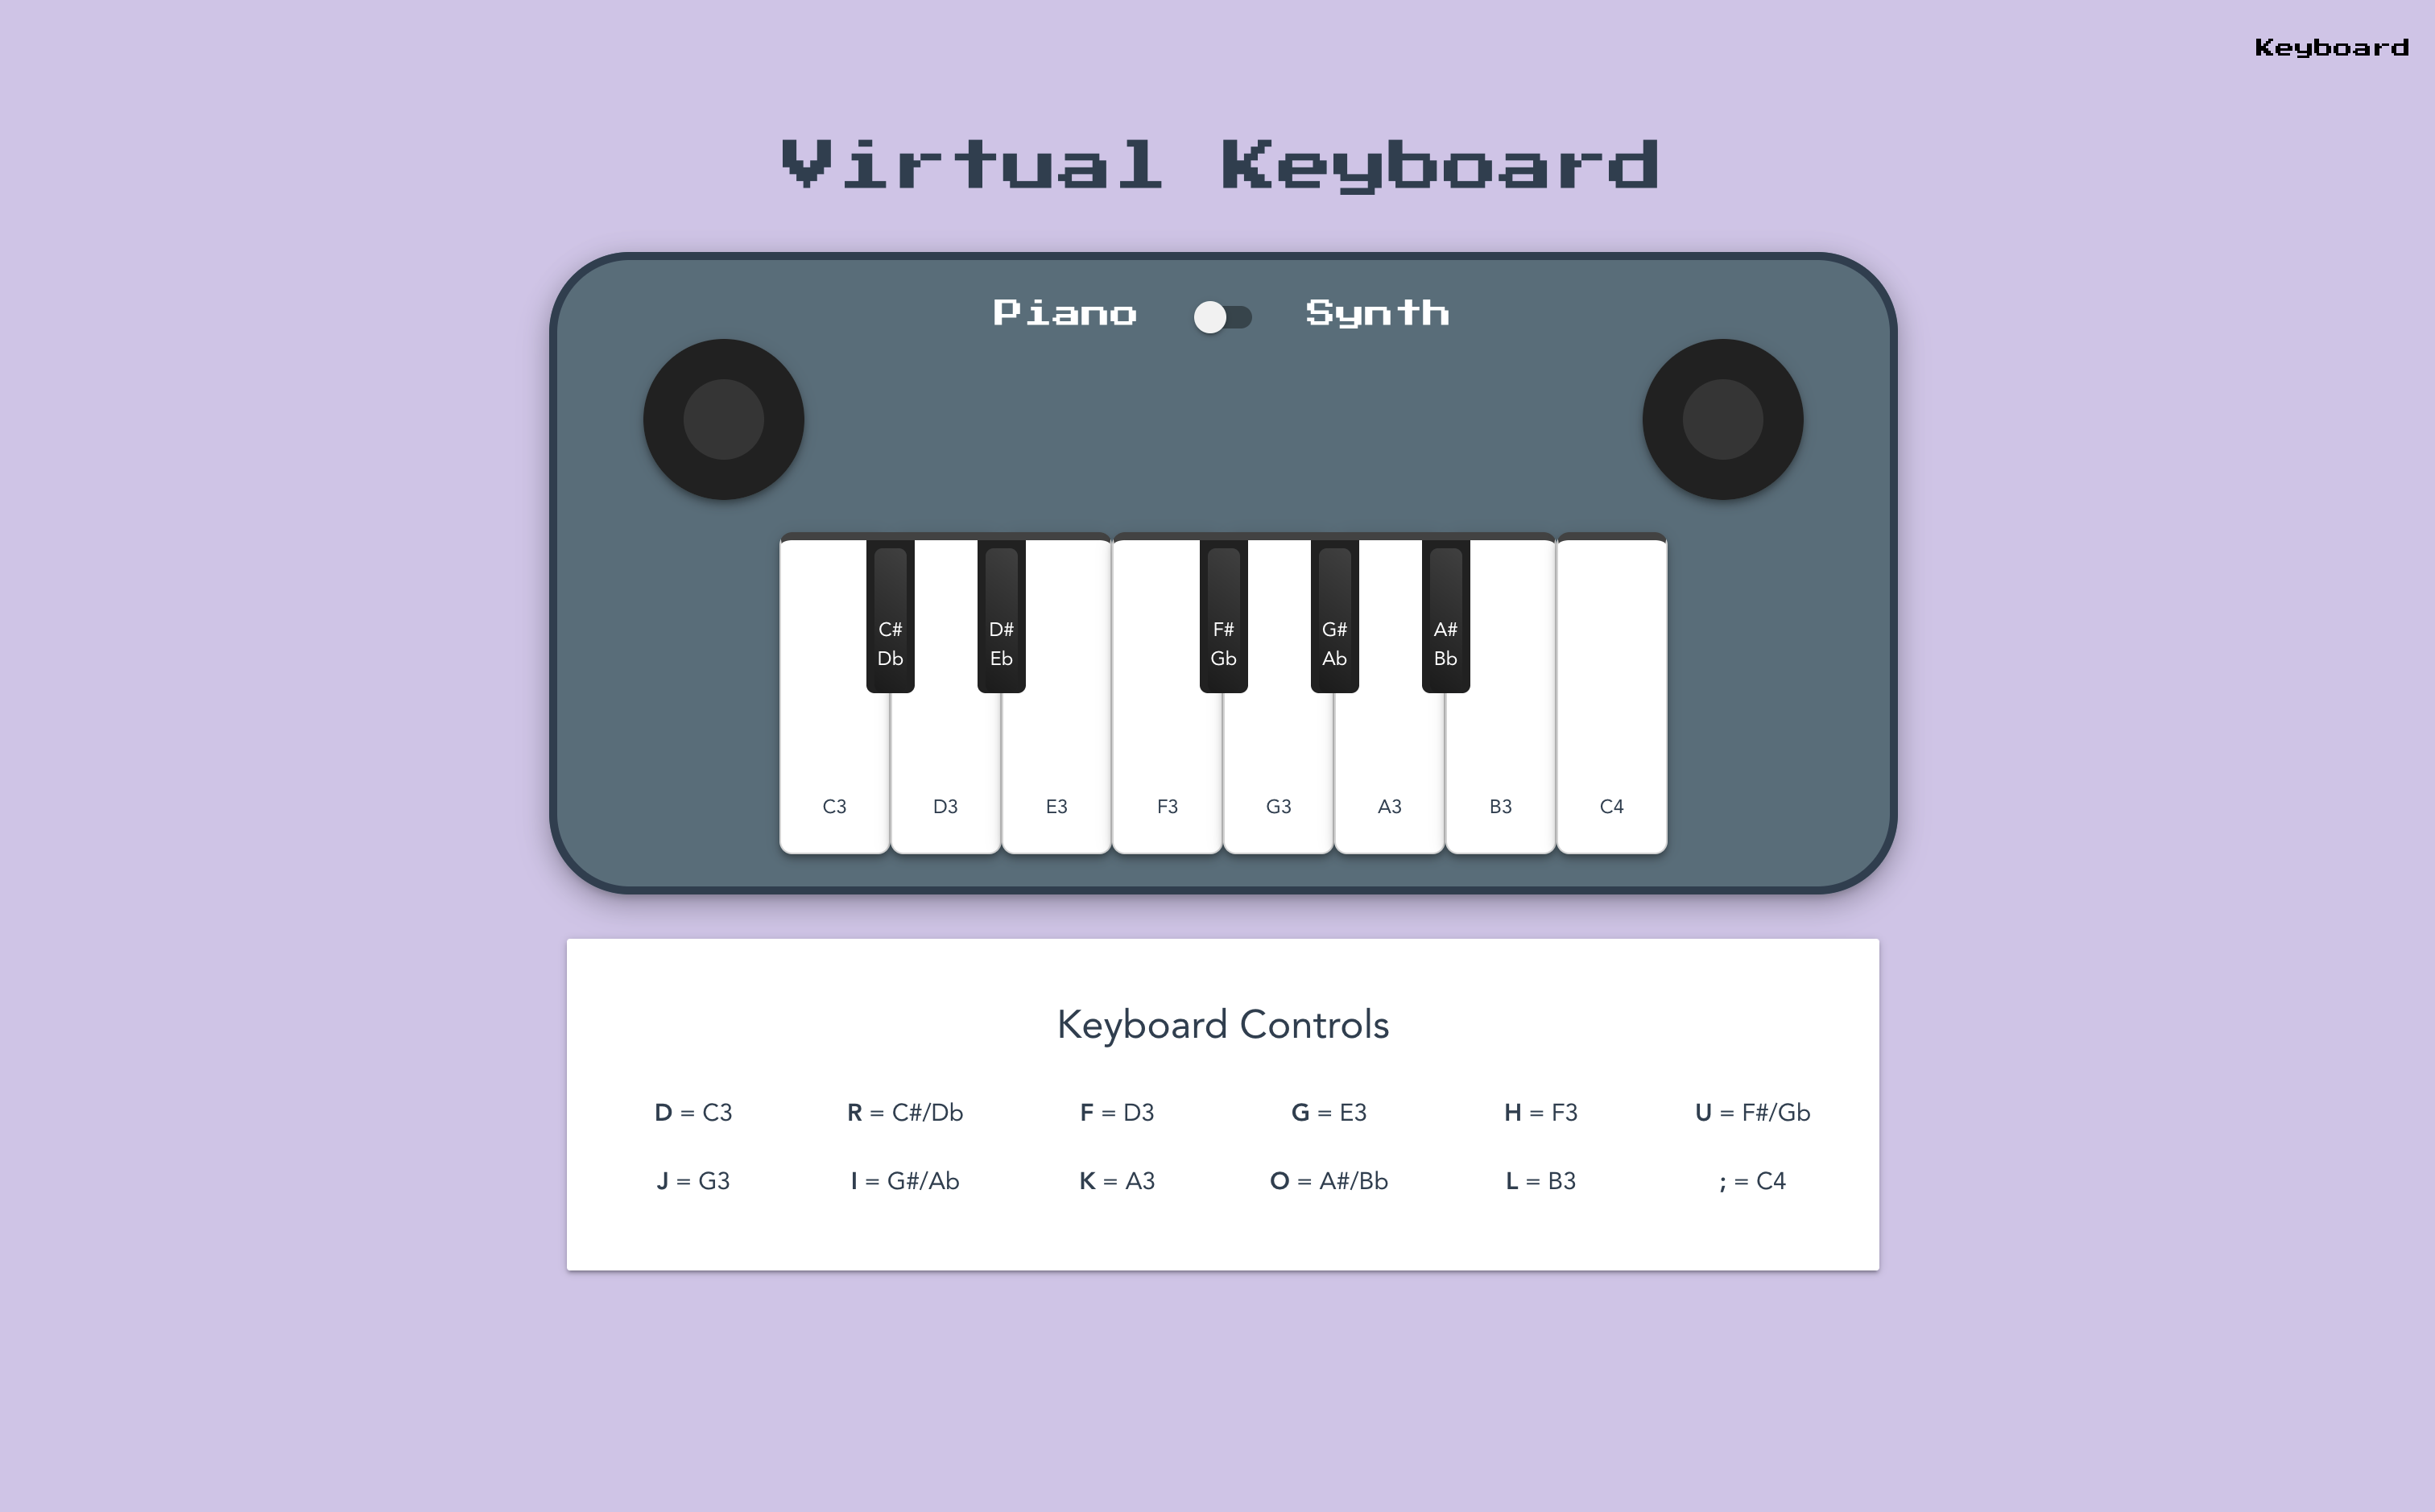 Keyboard
Virtual Keyboard
Piano Synth
C# D# F# G# A#
Db Eb Gb Ab Bb
C3 D3 E3 F3 G3 A3 B3 C4
Keyboard Controls
D = C3 R = C#/Db F = D3 G = E3 H = F3 U = F#/Gb
J = G3 I = G#/Ab K = A3 O = A#/Bb L = B3 ; = C4